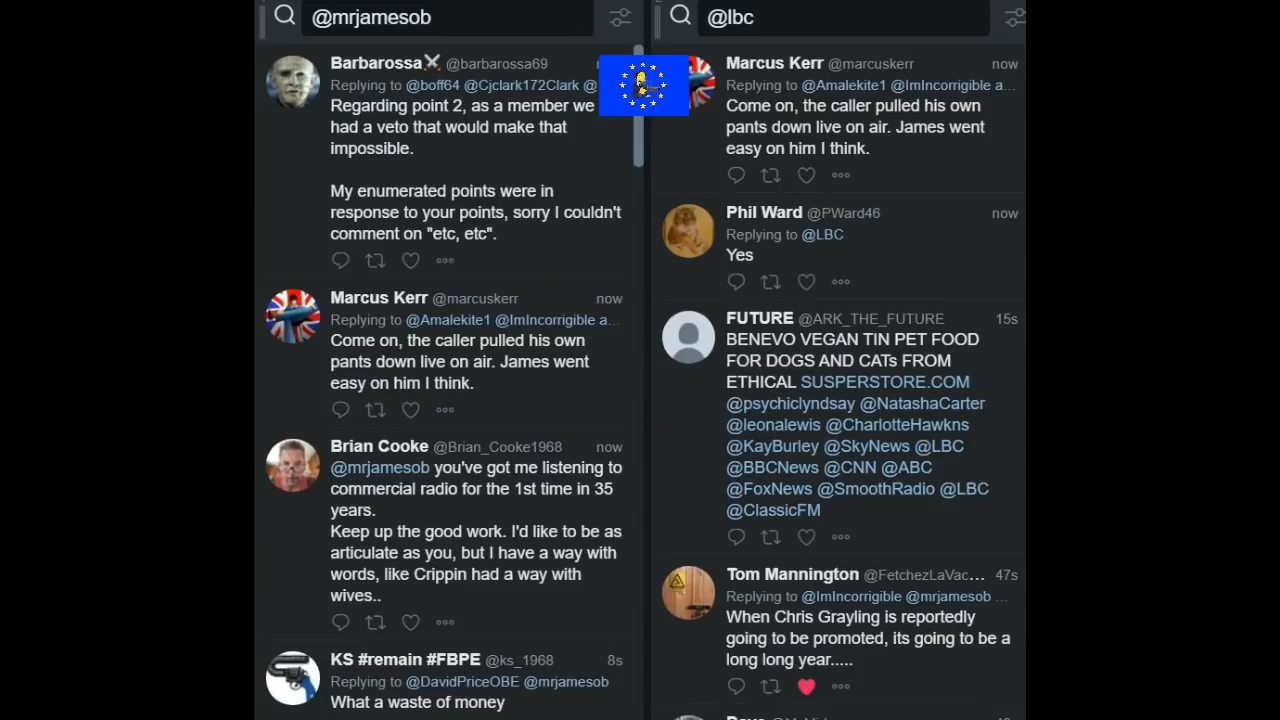 @mrjamesob
Barbarossa⚔ @barbarossa69
Replying to @boff64 @Cjclark172Clark @
Regarding point 2, as a member we
had a veto that would make that
impossible.
My enumerated points were in
response to your points, sorry I couldn't
comment on "etc, etc".
Marcus Kerr @marcuskerr now
Replying to @Amalekite1 @ImIncorrigible a...
Come on, the caller pulled his own
pants down live on air. James went
easy on him I think.
Brian Cooke @Brian_Cooke1968 now
@mrjamesob you've got me listening to
commercial radio for the 1st time in 35
years.
Keep up the good work. I'd like to be as
articulate as you, but I have a way with
words, like Crippin had a way with
wives..
KS #remain #FBPE @ks_1968 8s
Replying to @DavidPriceOBE @mrjamesob
What a waste of money
@lbc
Marcus Kerr @marcuskerr now
Replying to @Amalekite1 @ImIncorrigible a...
Come on, the caller pulled his own
pants down live on air. James went
easy on him I think.
Phil Ward @PWard46 now
Replying to @LBC
Yes
FUTURE @ARK_THE_FUTURE 15s
BENEVO VEGAN TIN PET FOOD
FOR DOGS AND CATs FROM
ETHICAL SUSPERSTORE.COM
@psychiclyndsay @NatashaCarter
@leonalewis @CharlotteHawkns
@KayBurley @SkyNews @LBC
@BBCNews @CNN @ABC
@FoxNews @SmoothRadio @LBC
@ClassicFM
Tom Mannington @FetchezLaVac... 47s
Replying to @ImIncorrigible @mrjamesob ...
When Chris Grayling is reportedly
going to be promoted, its going to be a
long long year.....